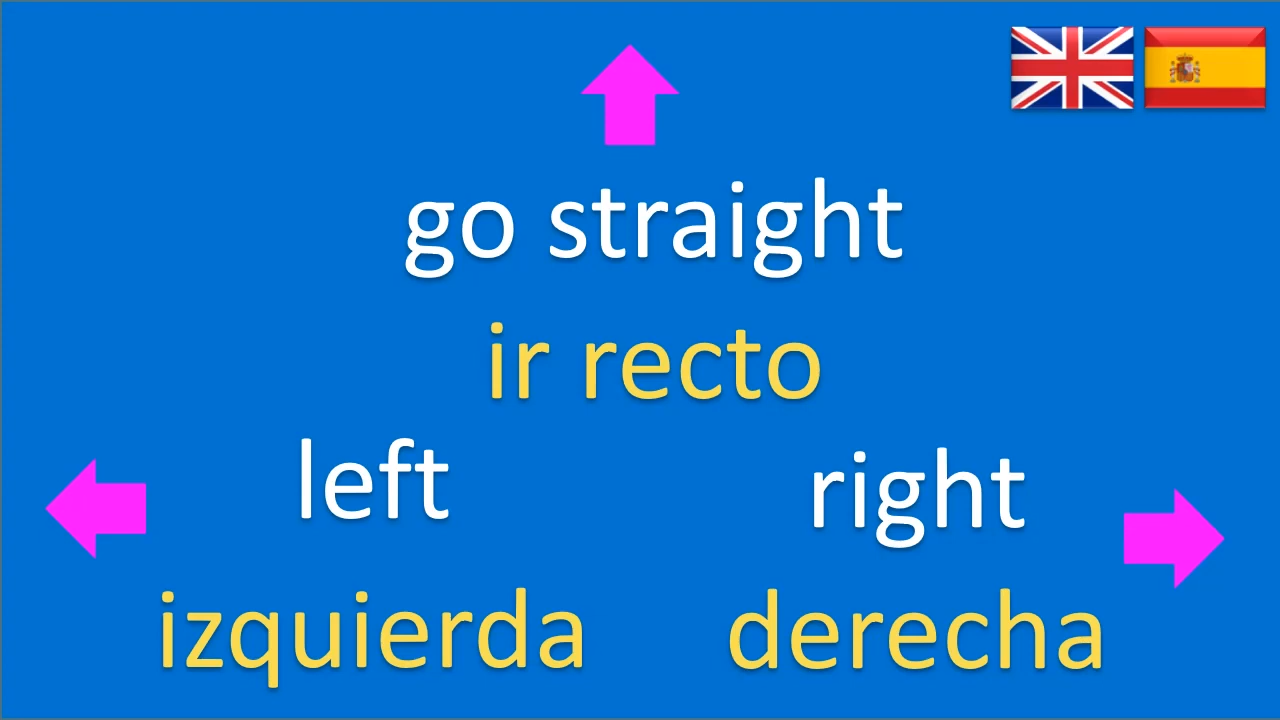 go straight
ir recto
left
izquierda
right
derecha